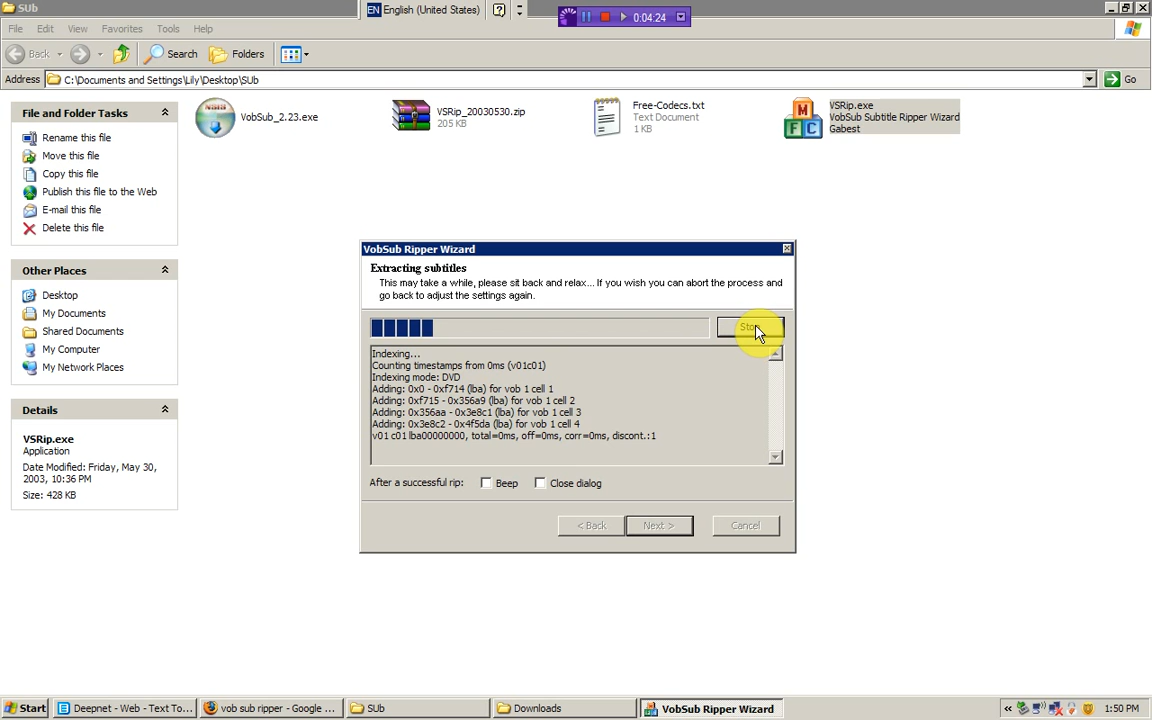 SUb
EN English (United States)
0:04:24
File Edit View Favorites Tools Help
Back Search Folders
Address C:\Documents and Settings\Lily\Desktop\SUb Go
File and Folder Tasks
Rename this file
Move this file
Copy this file
Publish this file to the Web
E-mail this file
Delete this file
Other Places
Desktop
My Documents
Shared Documents
My Computer
My Network Places
Details
VSRip.exe
Application
Date Modified: Friday, May 30,
2003, 10:36 PM
Size: 428 KB
VobSub_2.23.exe
VSRip_20030530.zip
205 KB
Free-Codecs.txt
Text Document
1 KB
MFC
VSRip.exe
VobSub Subtitle Ripper Wizard
Gabest
VobSub Ripper Wizard
Extracting subtitles
This may take a while, please sit back and relax... If you wish you can abort the process and
go back to adjust the settings again.
Stop
Indexing...
Counting timestamps from 0ms (v01c01)
Indexing mode: DVD
Adding: 0x0 - 0xf714 (lba) for vob 1 cell 1
Adding: 0xf715 - 0x356a9 (lba) for vob 1 cell 2
Adding: 0x356aa - 0x3e8c1 (lba) for vob 1 cell 3
Adding: 0x3e8c2 - 0x4f5da (lba) for vob 1 cell 4
v01 c01 lba00000000, total=0ms, off=0ms, corr=0ms, discont.:1
After a successful rip: Beep Close dialog
< Back Next > Cancel
Start Deepnet - Web - Text To... vob sub ripper - Google ... SUb Downloads VobSub Ripper Wizard 1:50 PM